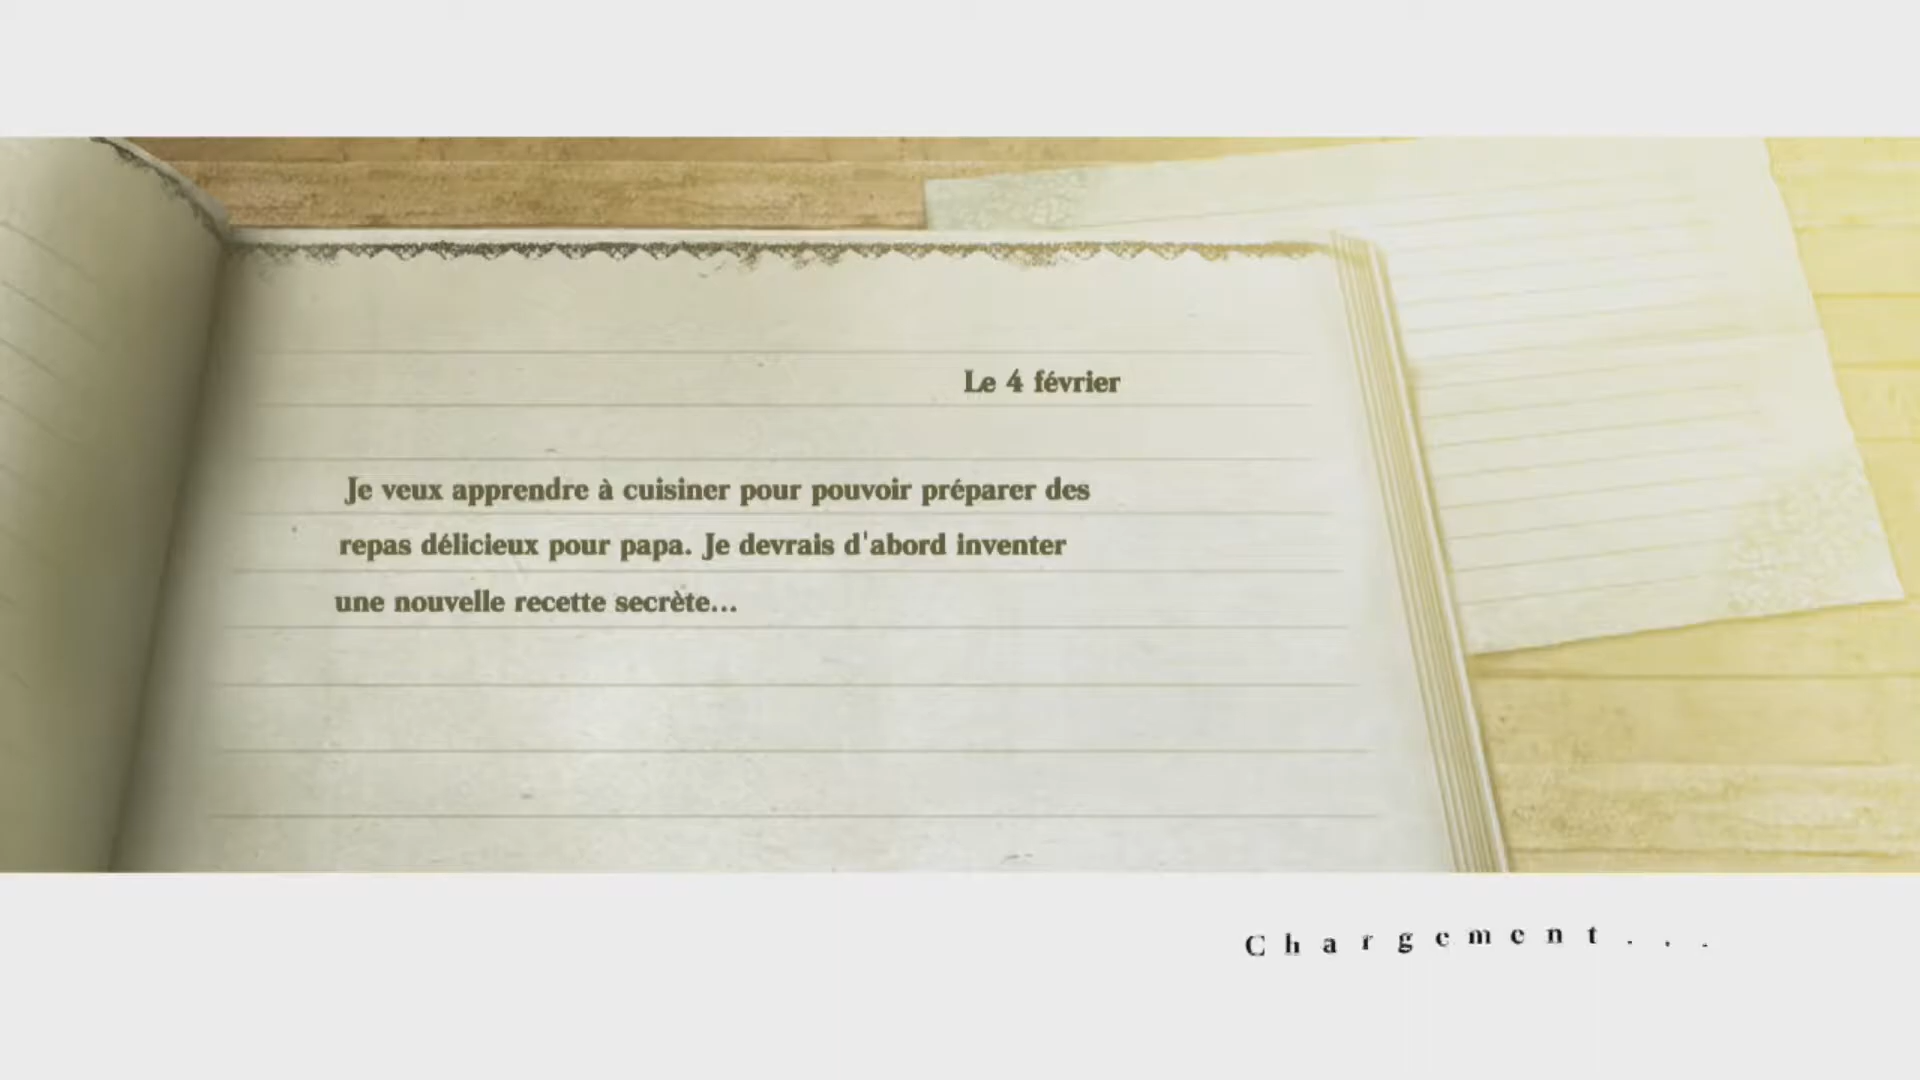 Le 4 février
Je veux apprendre à cuisiner pour pouvoir préparer des
repas délicieux pour papa. Je devrais d'abord inventer
une nouvelle recette secrète...
Chargement...